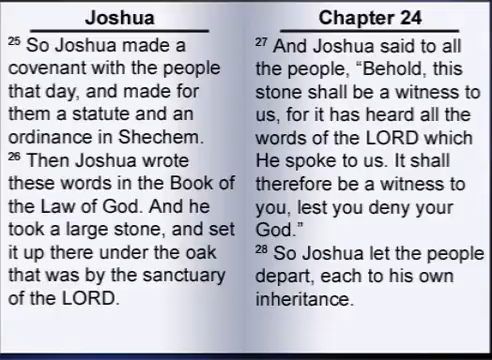 Joshua
25 So Joshua made a
covenant with the people
that day, and made for
them a statute and an
ordinance in Shechem.
26 Then Joshua wrote
these words in the Book of
the Law of God. And he
took a large stone, and set
it up there under the oak
that was by the sanctuary
of the LORD.
Chapter 24
27 And Joshua said to all
the people, “Behold, this
stone shall be a witness to
us, for it has heard all the
words of the LORD which
He spoke to us. It shall
therefore be a witness to
you, lest you deny your
God.”
28 So Joshua let the people
depart, each to his own
inheritance.